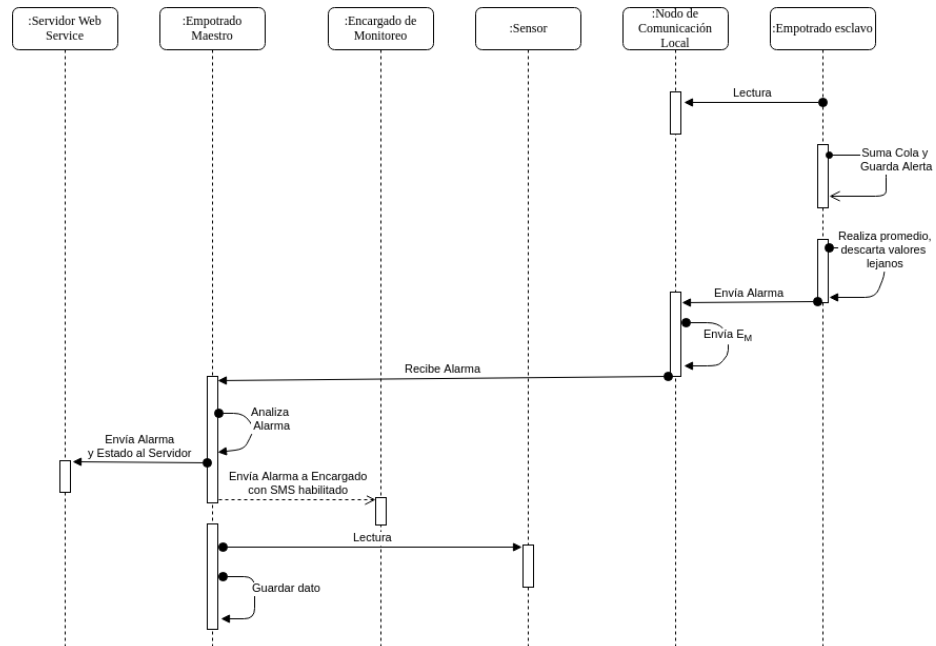 :Servidor Web
Service
:Empotrado
Maestro
:Encargado de
Monitoreo
:Sensor
:Nodo de
Comunicación
Local
:Empotrado esclavo
Lectura
Suma Cola y
Guarda Alerta
Realiza promedio,
descarta valores
lejanos
Envía Alarma
Envía EM
Recibe Alarma
Analiza
Alarma
Envía Alarma
y Estado al Servidor
Envía Alarma a Encargado
con SMS habilitado
Lectura
Guardar dato